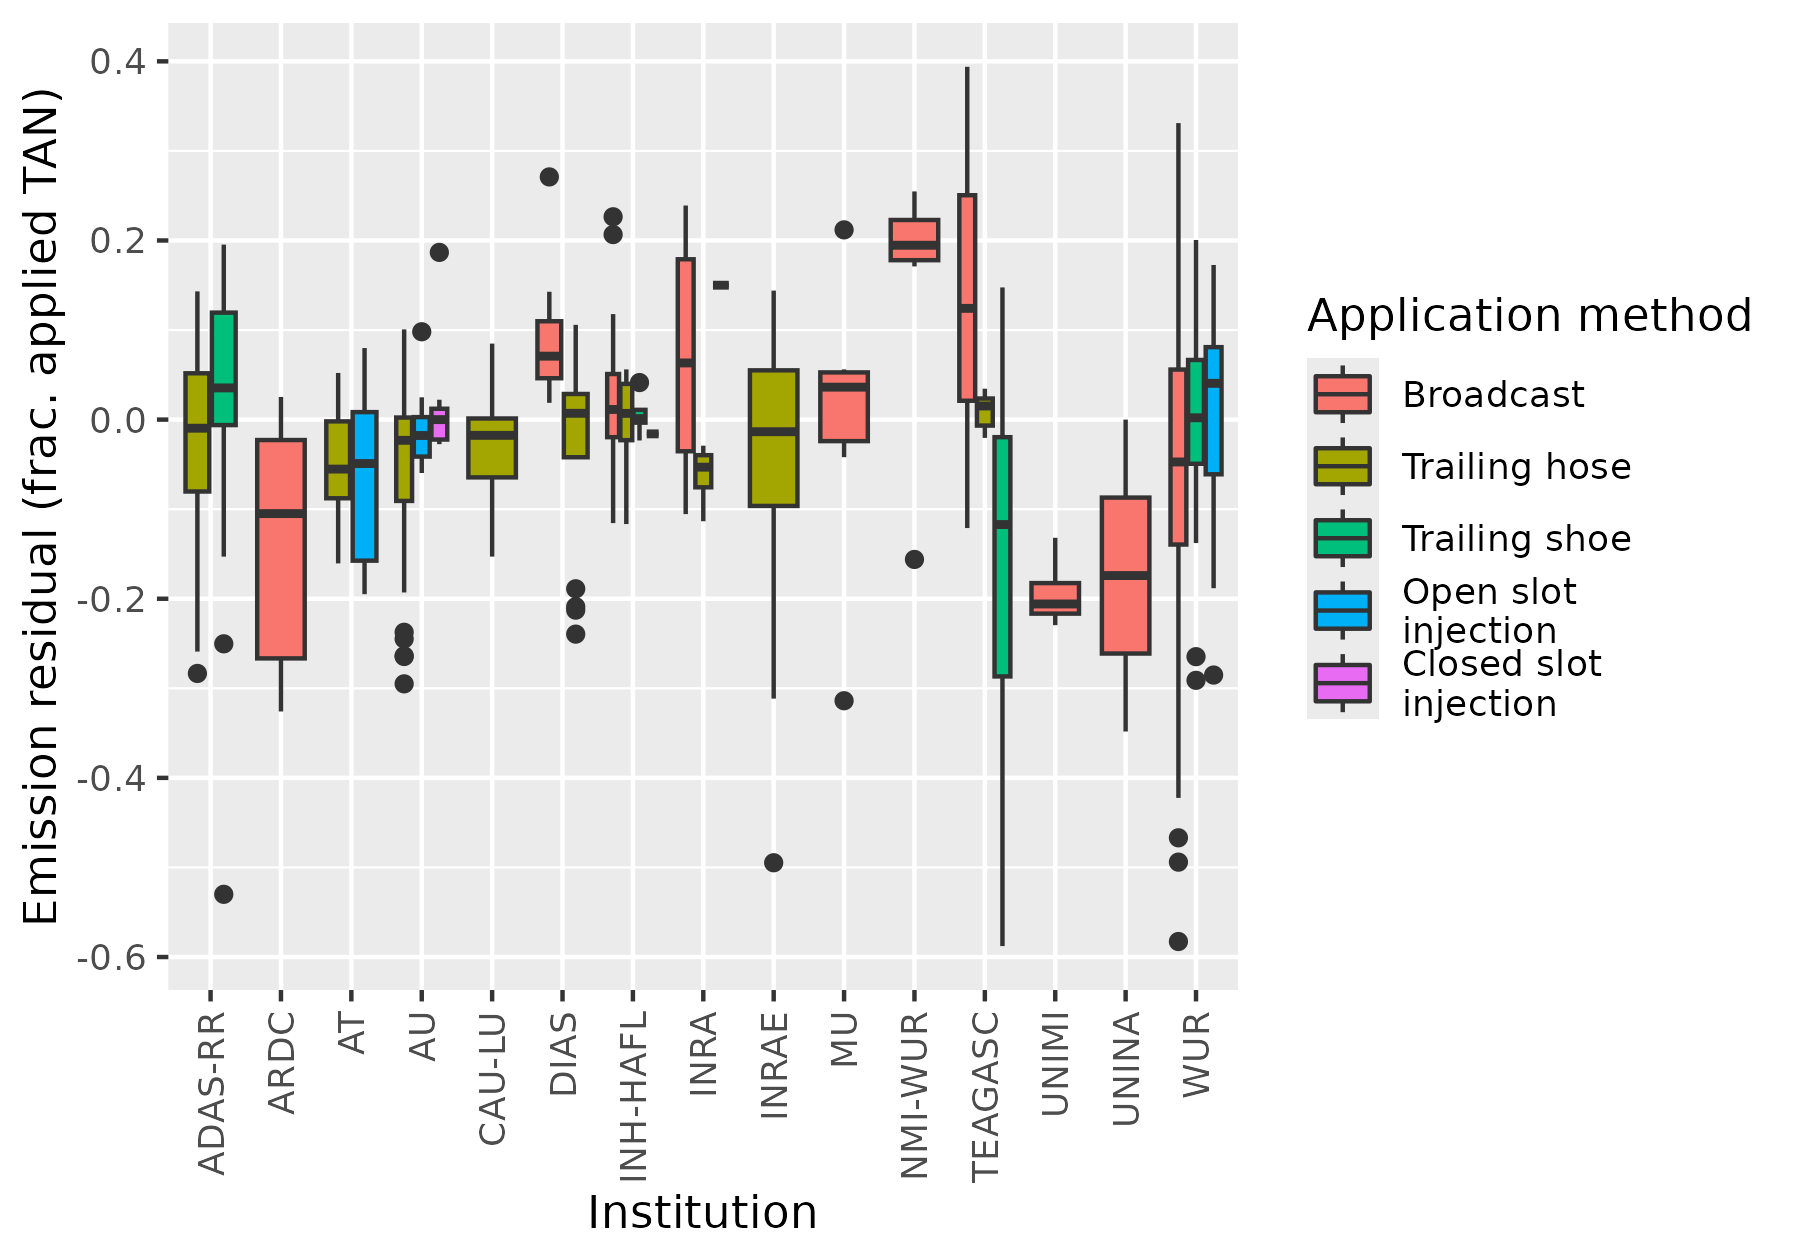 Emission residual (frac. applied TAN)
0.4
0.2
0.0
-0.2
-0.4
-0.6
ADAS-RR
ARDC
AT
AU
CAU-LU
DIAS
INH-HAFL
INRA
INRAE
MU
NMI-WUR
TEAGASC
UNIMI
UNINA
WUR
Institution
Application method
Broadcast
Trailing hose
Trailing shoe
Open slot
injection
Closed slot
injection